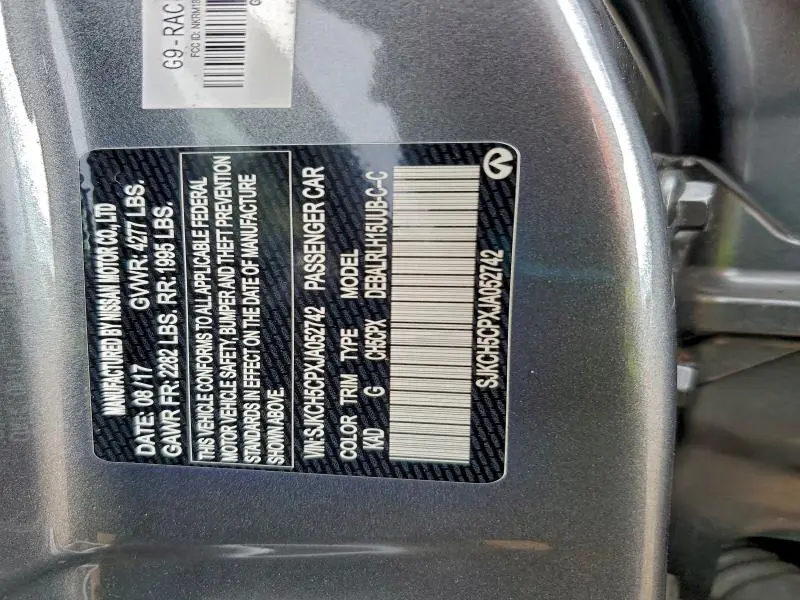 G9-RAC
FCC ID: NKRM1B
MANUFACTURED BY NISSAN MOTOR CO., LTD
DATE: 08/17 GVWR: 4277 LBS.
GAWR FR: 2282 LBS. RR: 1995 LBS.
THIS VEHICLE CONFORMS TO ALL APPLICABLE FEDERAL
MOTOR VEHICLE SAFETY, BUMPER AND THEFT PREVENTION
STANDARDS IN EFFECT ON THE DATE OF MANUFACTURE
SHOWN ABOVE.
VIN:SJKCH5CPXJA052742 PASSENGER CAR
COLOR TRIM TYPE MODEL
KAD G CH5CPX DEBALRLH15UUB-C-C
SJKCH5CPXJA052742